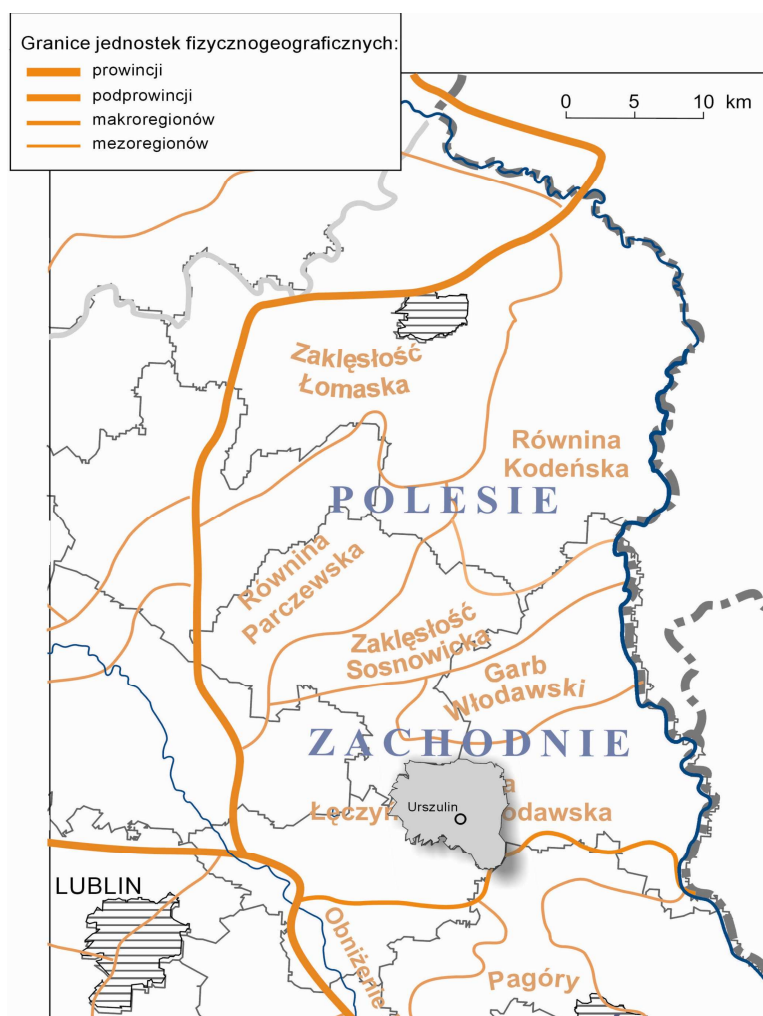 Granice jednostek fizycznogeograficznych:
prowincji
podprowincji
makroregionów
mezoregionów
0 5 10 km
Zaklęsłość
Łomaska
Równina
Kodeńska
POLESIE
Równina
Parczewska
Zaklęsłość
Sosnowicka
Garb
Włodawski
ZACHODNIE
Urszulin
LUBLIN
Obniżenie
Pagóry